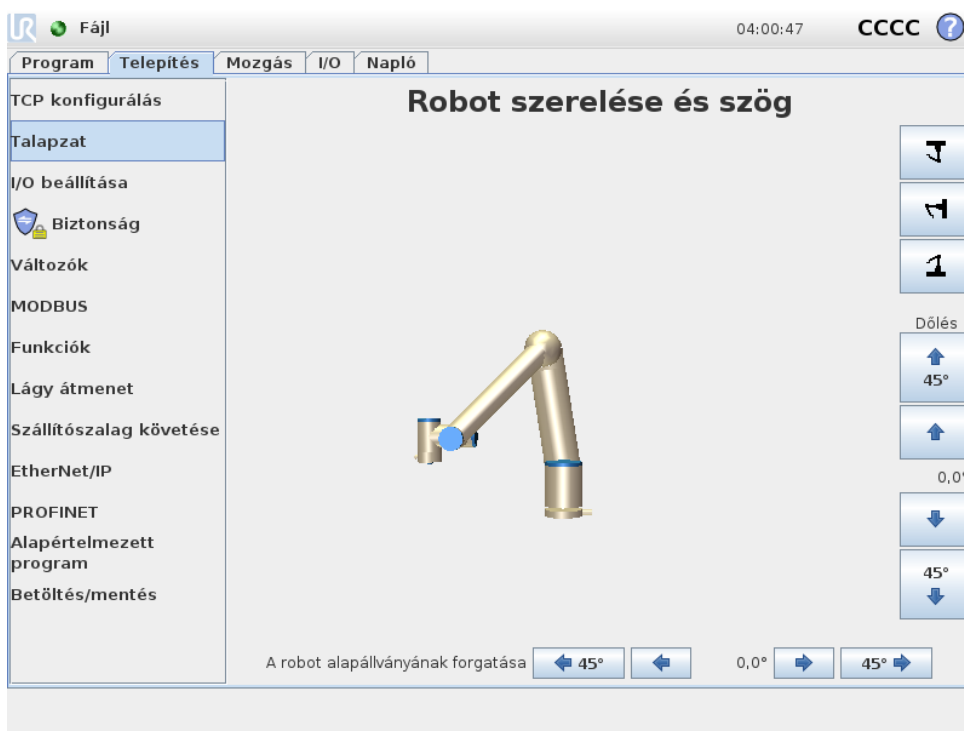 UR Fájl 04:00:47 CCCC ?
Program Telepítés Mozgás I/O Napló
TCP konfigurálás
Talapzat
I/O beállítása
Biztonság
Változók
MODBUS
Funkciók
Lágy átmenet
Szállítószalag követése
EtherNet/IP
PROFINET
Alapértelmezett
program
Betöltés/mentés
Robot szerelése és szög
Dőlés
45°
0,0°
45°
A robot alapállványának forgatása 45° 0,0° 45°